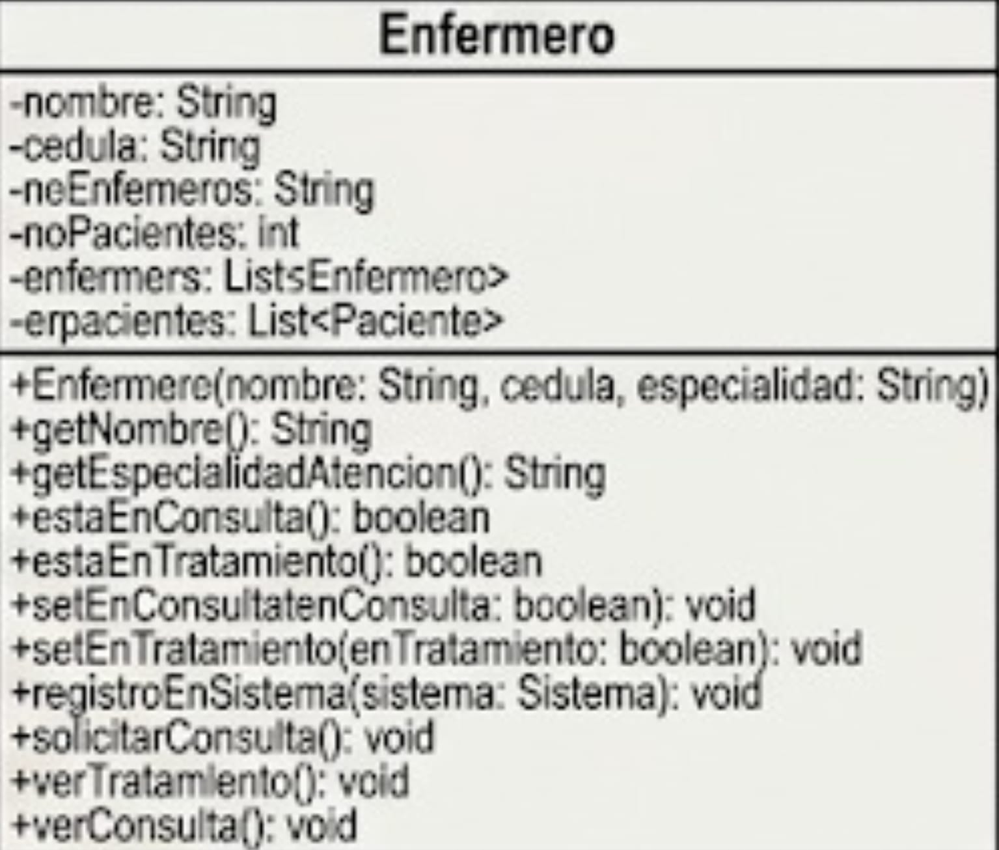 Enfermero
-nombre: String
-cedula: String
-neEnfemeros: String
-noPacientes: int
-enfermers: List≤Enfermero>
-erpacientes: List<Paciente>
+Enfermere(nombre: String, cedula, especialidad: String)
+getNombre(): String
+getEspecialidadAtencion(): String
+estaEnConsulta(): boolean
+estaEnTratamiento(): boolean
+setEnConsultatenConsulta: boolean): void
+setEnTratamiento(enTratamiento: boolean): void
+registroEnSistema(sistema: Sistema): void
+solicitarConsulta(): void
+verTratamiento(): void
+verConsulta(): void